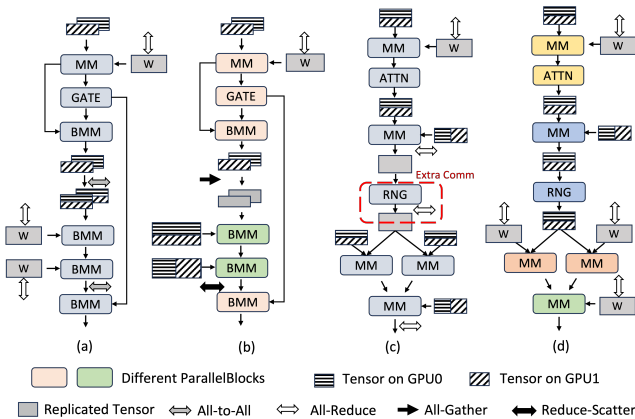 MM
W
GATE
BMM
W
BMM
W
BMM
BMM
(a)
MM
W
GATE
BMM
BMM
BMM
BMM
(b)
MM
W
ATTN
MM
Extra Comm
RNG
MM
MM
MM
(c)
MM
W
ATTN
MM
RNG
W
W
MM
MM
MM
W
(d)
Different ParallelBlocks
Tensor on GPU0
Tensor on GPU1
Replicated Tensor
All-to-All
All-Reduce
All-Gather
Reduce-Scatter